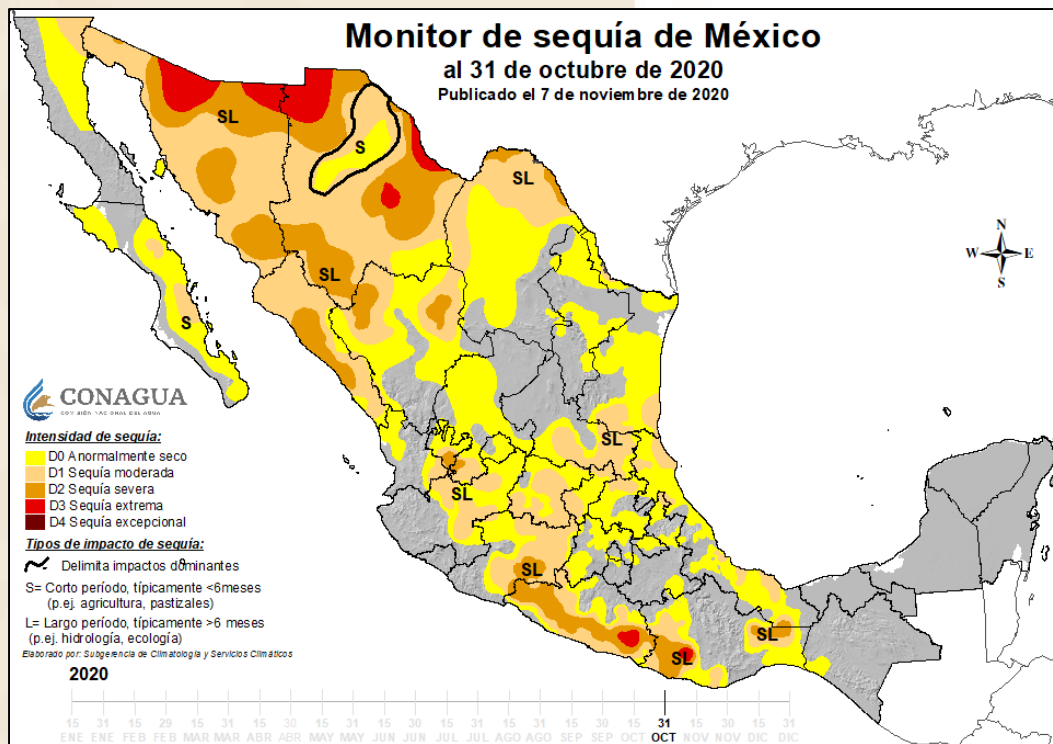 Monitor de sequía de México
al 31 de octubre de 2020
Publicado el 7 de noviembre de 2020
SL
S
SL
SL
N
W E
S
S
CONAGUA
COMISIÓN NACIONAL DEL AGUA
Intensidad de sequía:
D0 Anormalmente seco
D1 Sequía moderada
D2 Sequía severa
D3 Sequía extrema
D4 Sequía excepcional
SL
SL
Tipos de impacto de sequía:
Delimita impactos dominantes
S= Corto período, típicamente <6meses
(p.ej. agricultura, pastizales)
L= Largo período, típicamente >6 meses
(p.ej. hidrología, ecología)
SL
SL
SL
Elaborado por: Subgerencia de Climatología y Servicios Climáticos
2020
15 31 15 29 15 31 15 30 15 31 15 30 15 31 15 31 15 30 15 31 15 30 15 31
ENE ENE FEB FEB MAR MAR ABR ABR MAY MAY JUN JUN JUL JUL AGO AGO SEP SEP OCT OCT NOV NOV DIC DIC